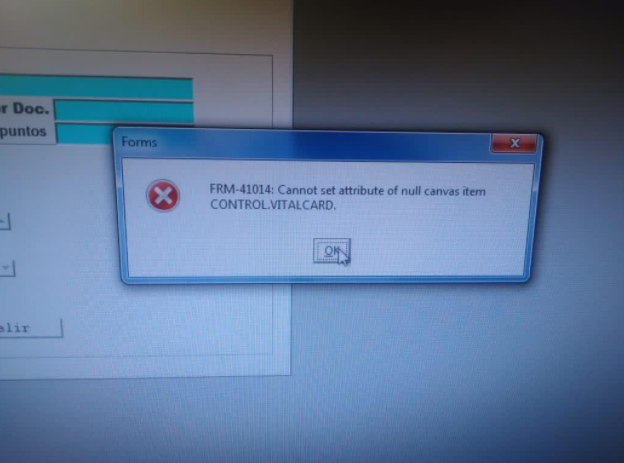 r Doc.
puntos
Forms
FRM-41014: Cannot set attribute of null canvas item
CONTROL.VITALCARD.
OK
alir